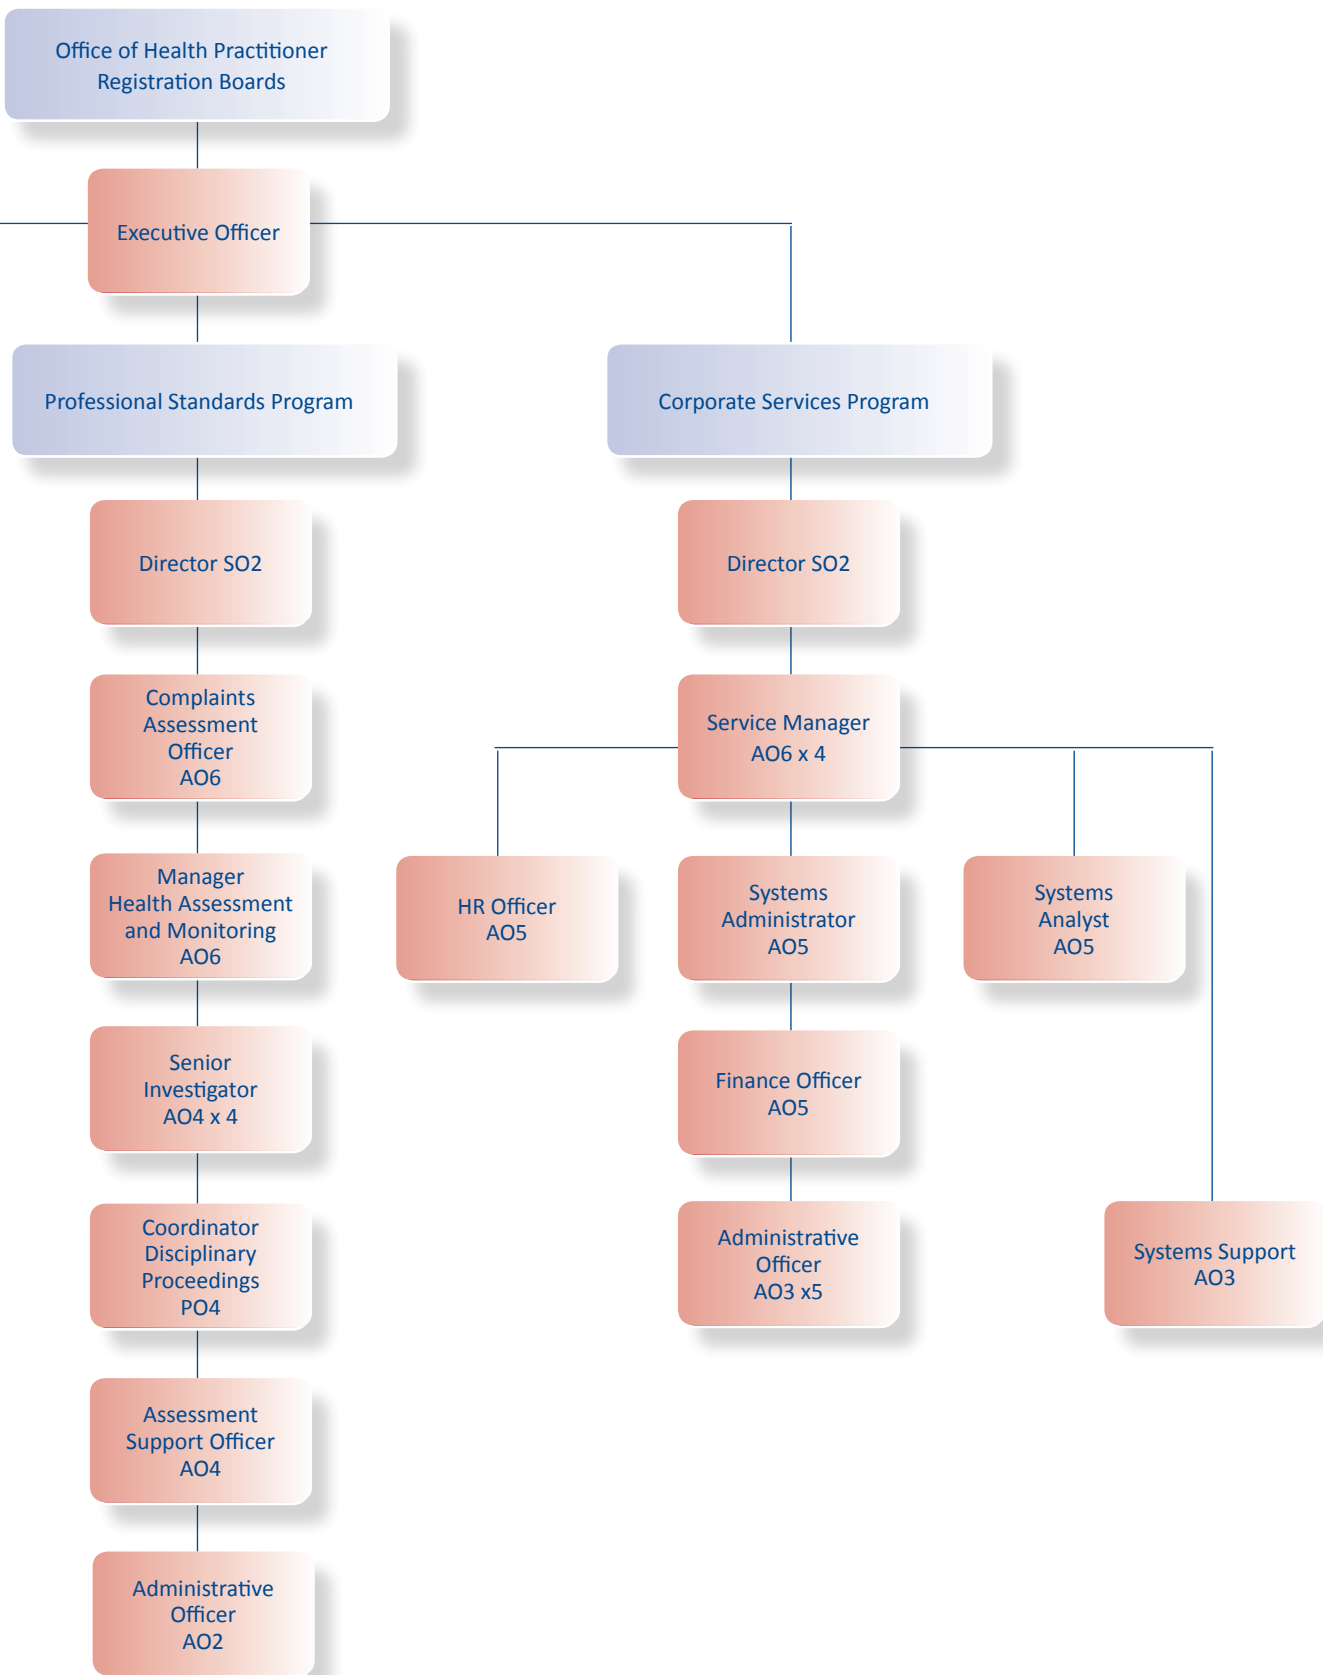 Office of Health Practitioner
Registration Boards
Executive Officer
Professional Standards Program
Corporate Services Program
Director SO2
Director SO2
Complaints
Assessment
Officer
AO6
Service Manager
AO6 x 4
Manager
Health Assessment
and Monitoring
AO6
HR Officer
AO5
Systems
Administrator
AO5
Systems
Analyst
AO5
Senior
Investigator
AO4 x 4
Finance Officer
AO5
Coordinator
Disciplinary
Proceedings
PO4
Administrative
Officer
AO3 x5
Systems Support
AO3
Assessment
Support Officer
AO4
Administrative
Officer
AO2